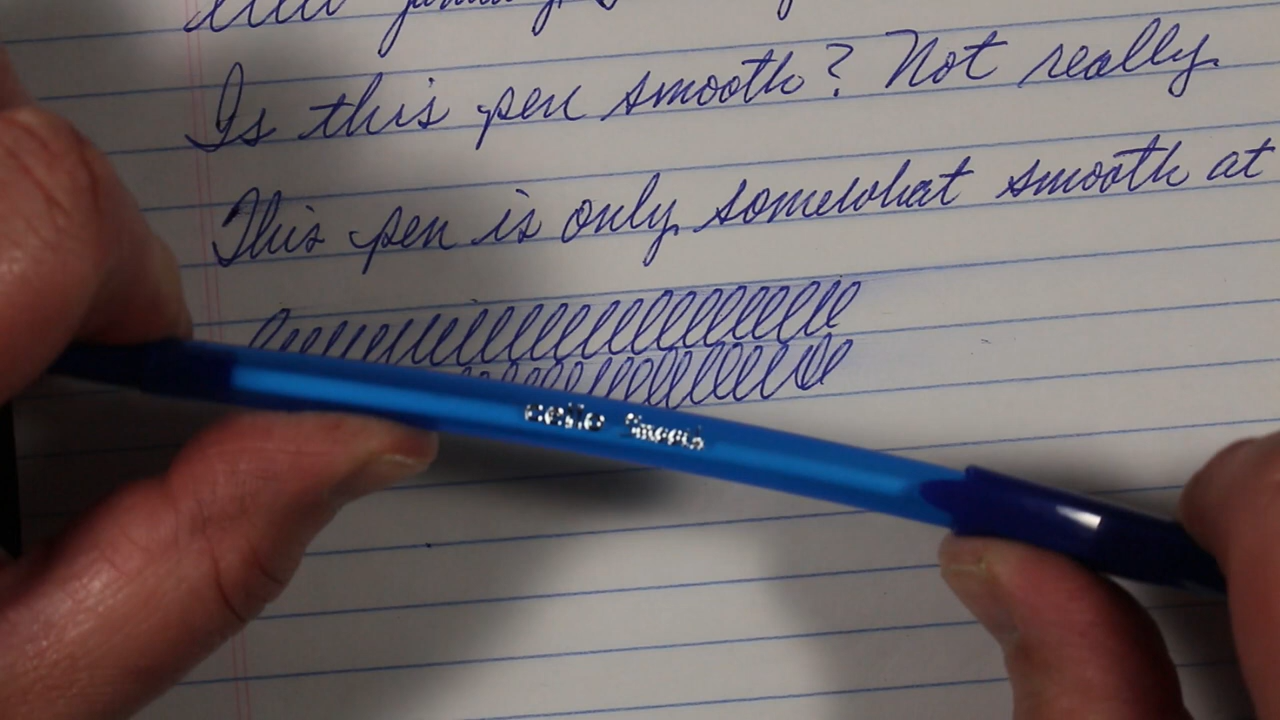 Is this pen smooth? Not really
This pen is only somewhat smooth at
cello Smooth